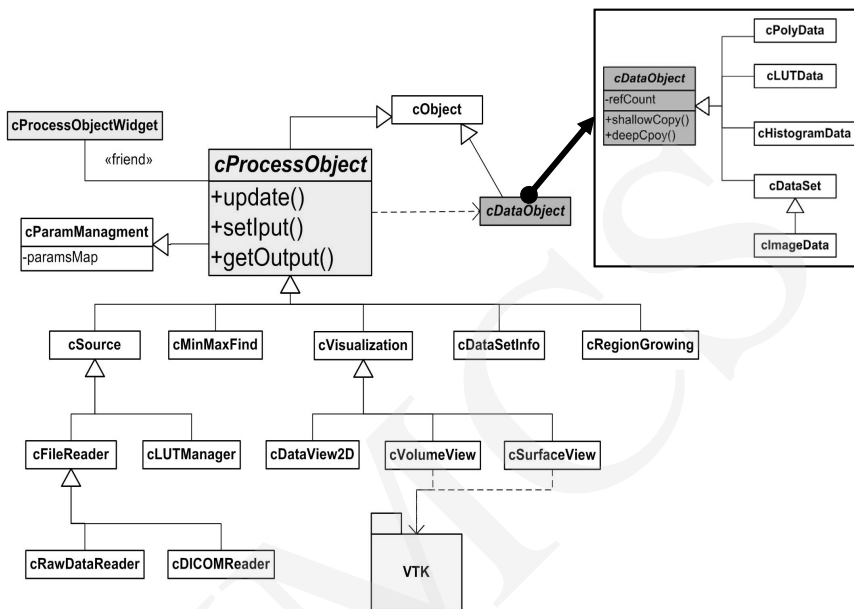 cPolyData
cDataObject
-refCount
+shallowCopy()
+deepCpoy()
cLUTData
cHistogramData
cDataSet
cImageData
cObject
cProcessObjectWidget
«friend»
cProcessObject
+update()
+setIput()
+getOutput()
cDataObject
cParamManagment
-paramsMap
cSource
cMinMaxFind
cVisualization
cDataSetInfo
cRegionGrowing
cFileReader
cLUTManager
cDataView2D
cVolumeView
cSurfaceView
cRawDataReader
cDICOMReader
VTK